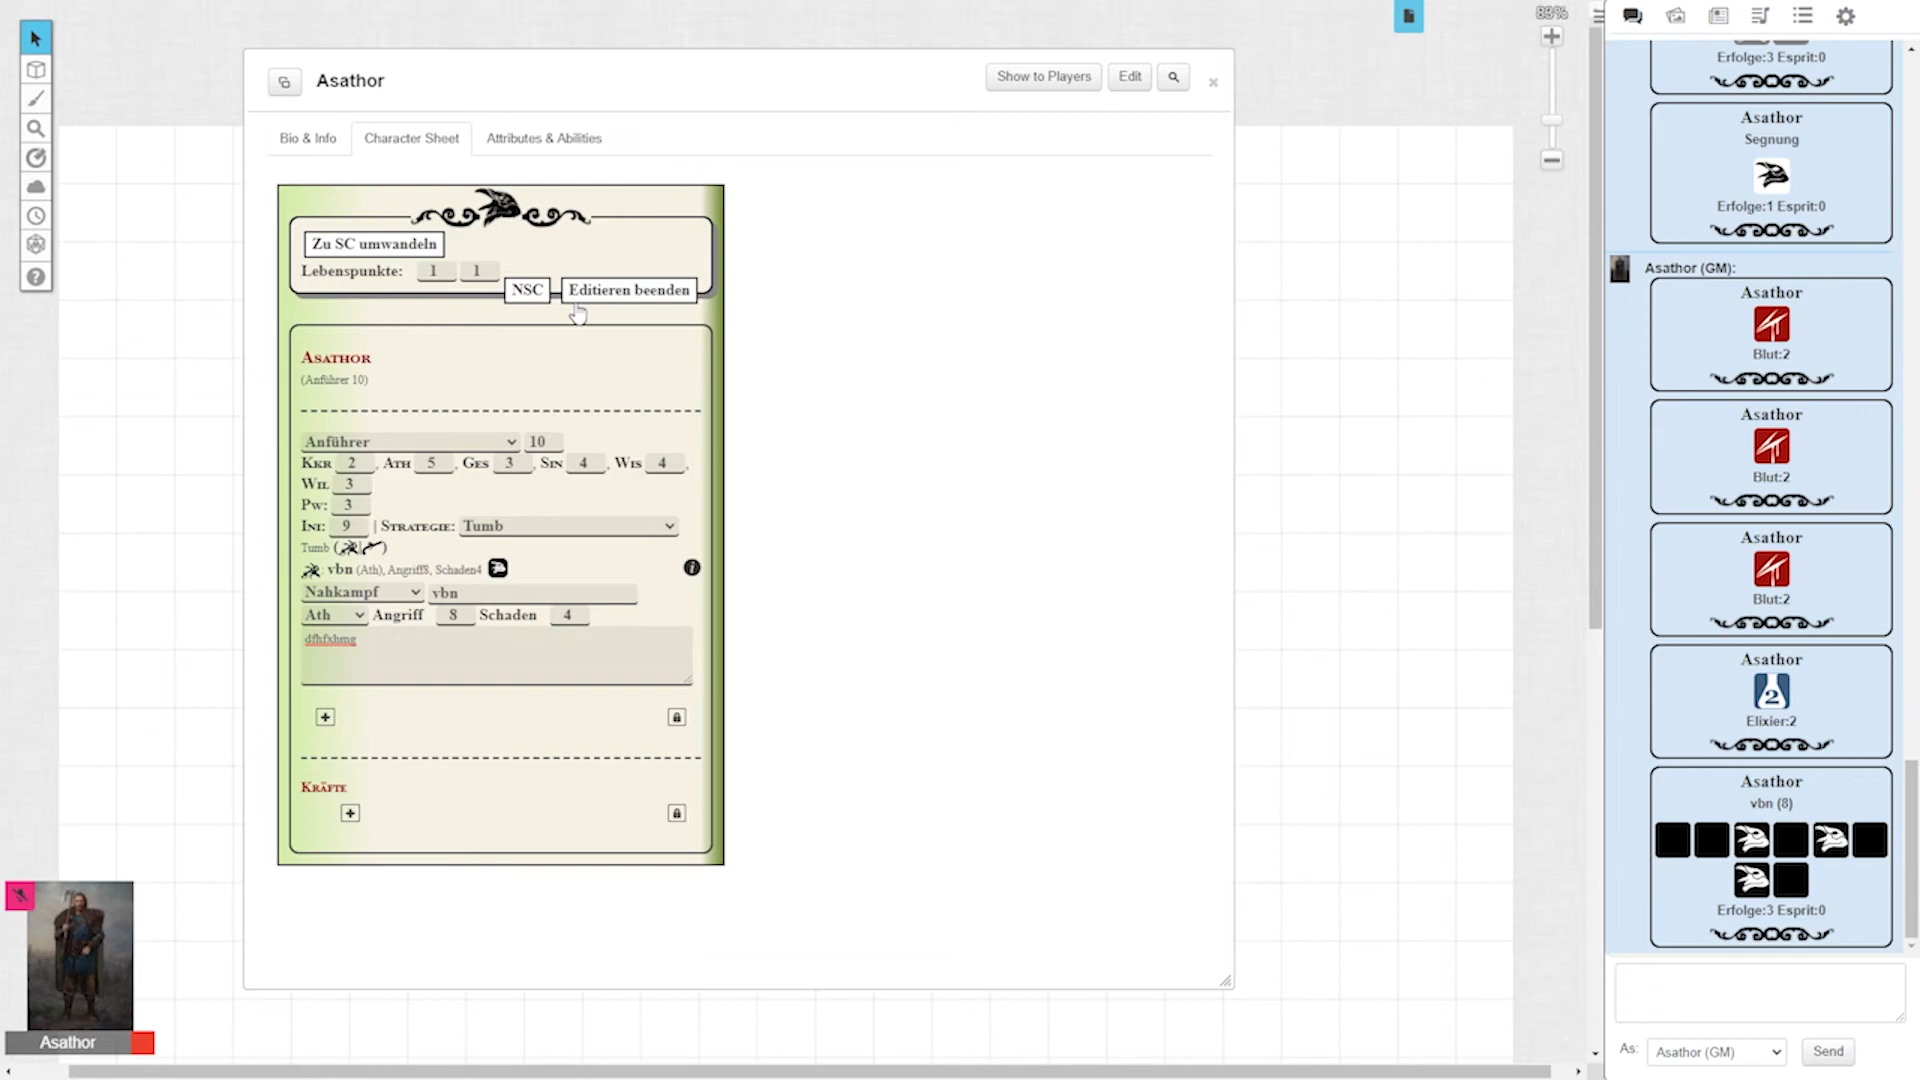 Asathor
Show to Players
Edit
Bio & Info
Character Sheet
Attributes & Abilities
Zu SC umwandeln
Lebenspunkte: 1 1
NSC
Editieren beenden
Asathor
(Anführer 10)
Anführer 10
Kkr 2, Ath 5, Ges 3, Sin 4, Wis 4,
Wil 3
Pw: 3
Ini: 9 | Strategie: Tumb
Tumb ( | )
: vbn (Ath), Angriff8, Schaden4
Nahkampf vbn
Ath Angriff 8 Schaden 4
dfhfxhmg
Kräfte
83%
Erfolge:3 Esprit:0
Asathor
Segnung
Erfolge:1 Esprit:0
Asathor (GM):
Asathor
Blut:2
Asathor
Blut:2
Asathor
Blut:2
Asathor
2
Elixier:2
Asathor
vbn (8)
Erfolge:3 Esprit:0
As: Asathor (GM)
Send
Asathor